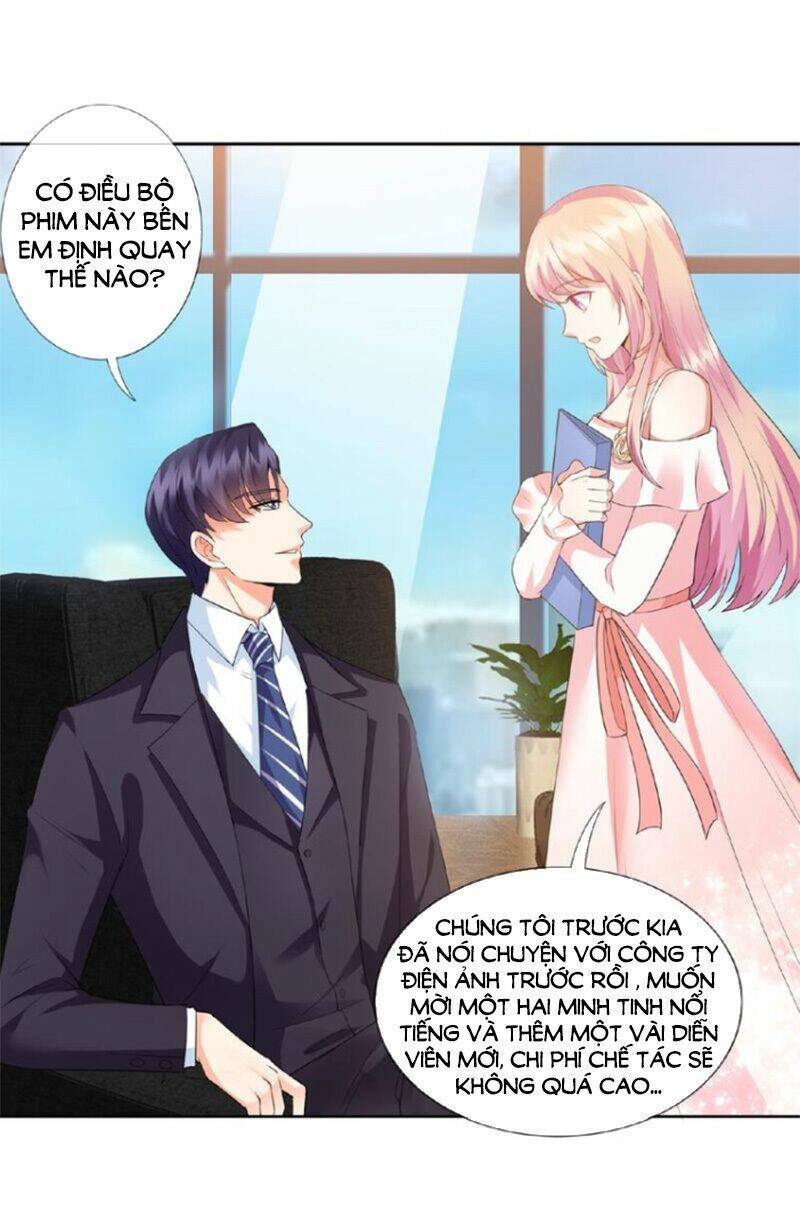 CÓ ĐIỀU BỘ
PHIM NÀY BÊN
EM ĐỊNH QUAY
THẾ NÀO?
CHÚNG TÔI TRƯỚC KIA
ĐÃ NÓI CHUYỆN VỚI CÔNG TY
ĐIỆN ẢNH TRƯỚC RỒI , MUỐN
MỜI MỘT HAI MINH TINH NỔI
TIẾNG VÀ THÊM MỘT VÀI DIỄN
VIÊN MỚI, CHI PHÍ CHẾ TÁC SẼ
KHÔNG QUÁ CAO...